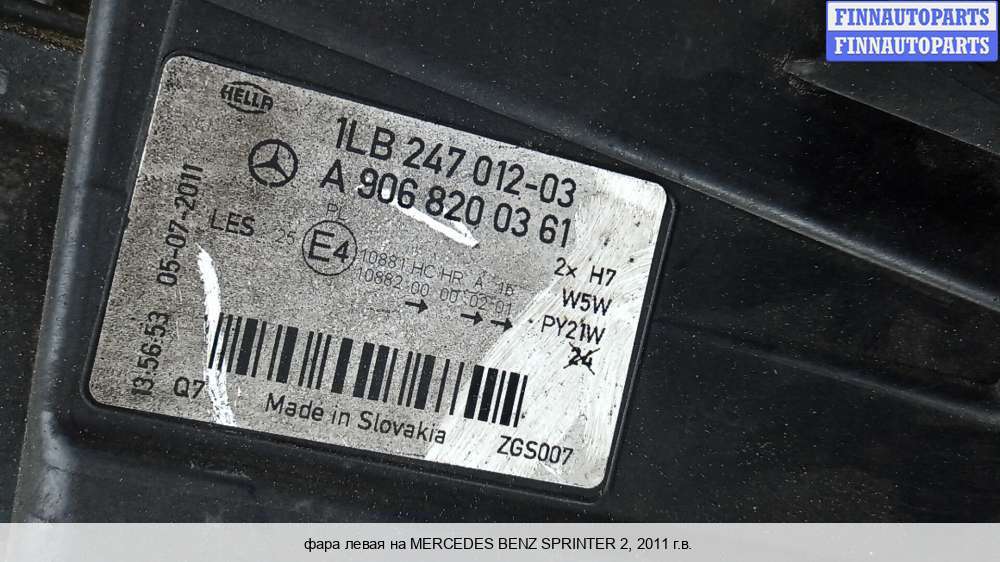 FINNAUTOPARTS
FINNAUTOPARTS
HELLA
1LB 247 012-03
A 906 820 03 61
LES
E4
10881 HC/HR A 15
10882 00 00 02 01
2x H7
W5W
PY21W
24
13:56:53 05-07-2011
Q7
Made in Slovakia
ZGS007
фара левая на MERCEDES BENZ SPRINTER 2, 2011 г.в.